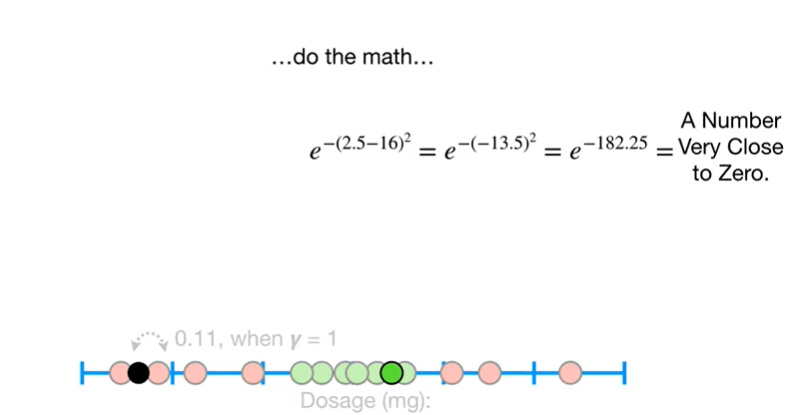 …do the math…
e^{-(2.5-16)^2} = e^{-(-13.5)^2} = e^{-182.25} = A Number Very Close to Zero.
0.11, when γ = 1
Dosage (mg):